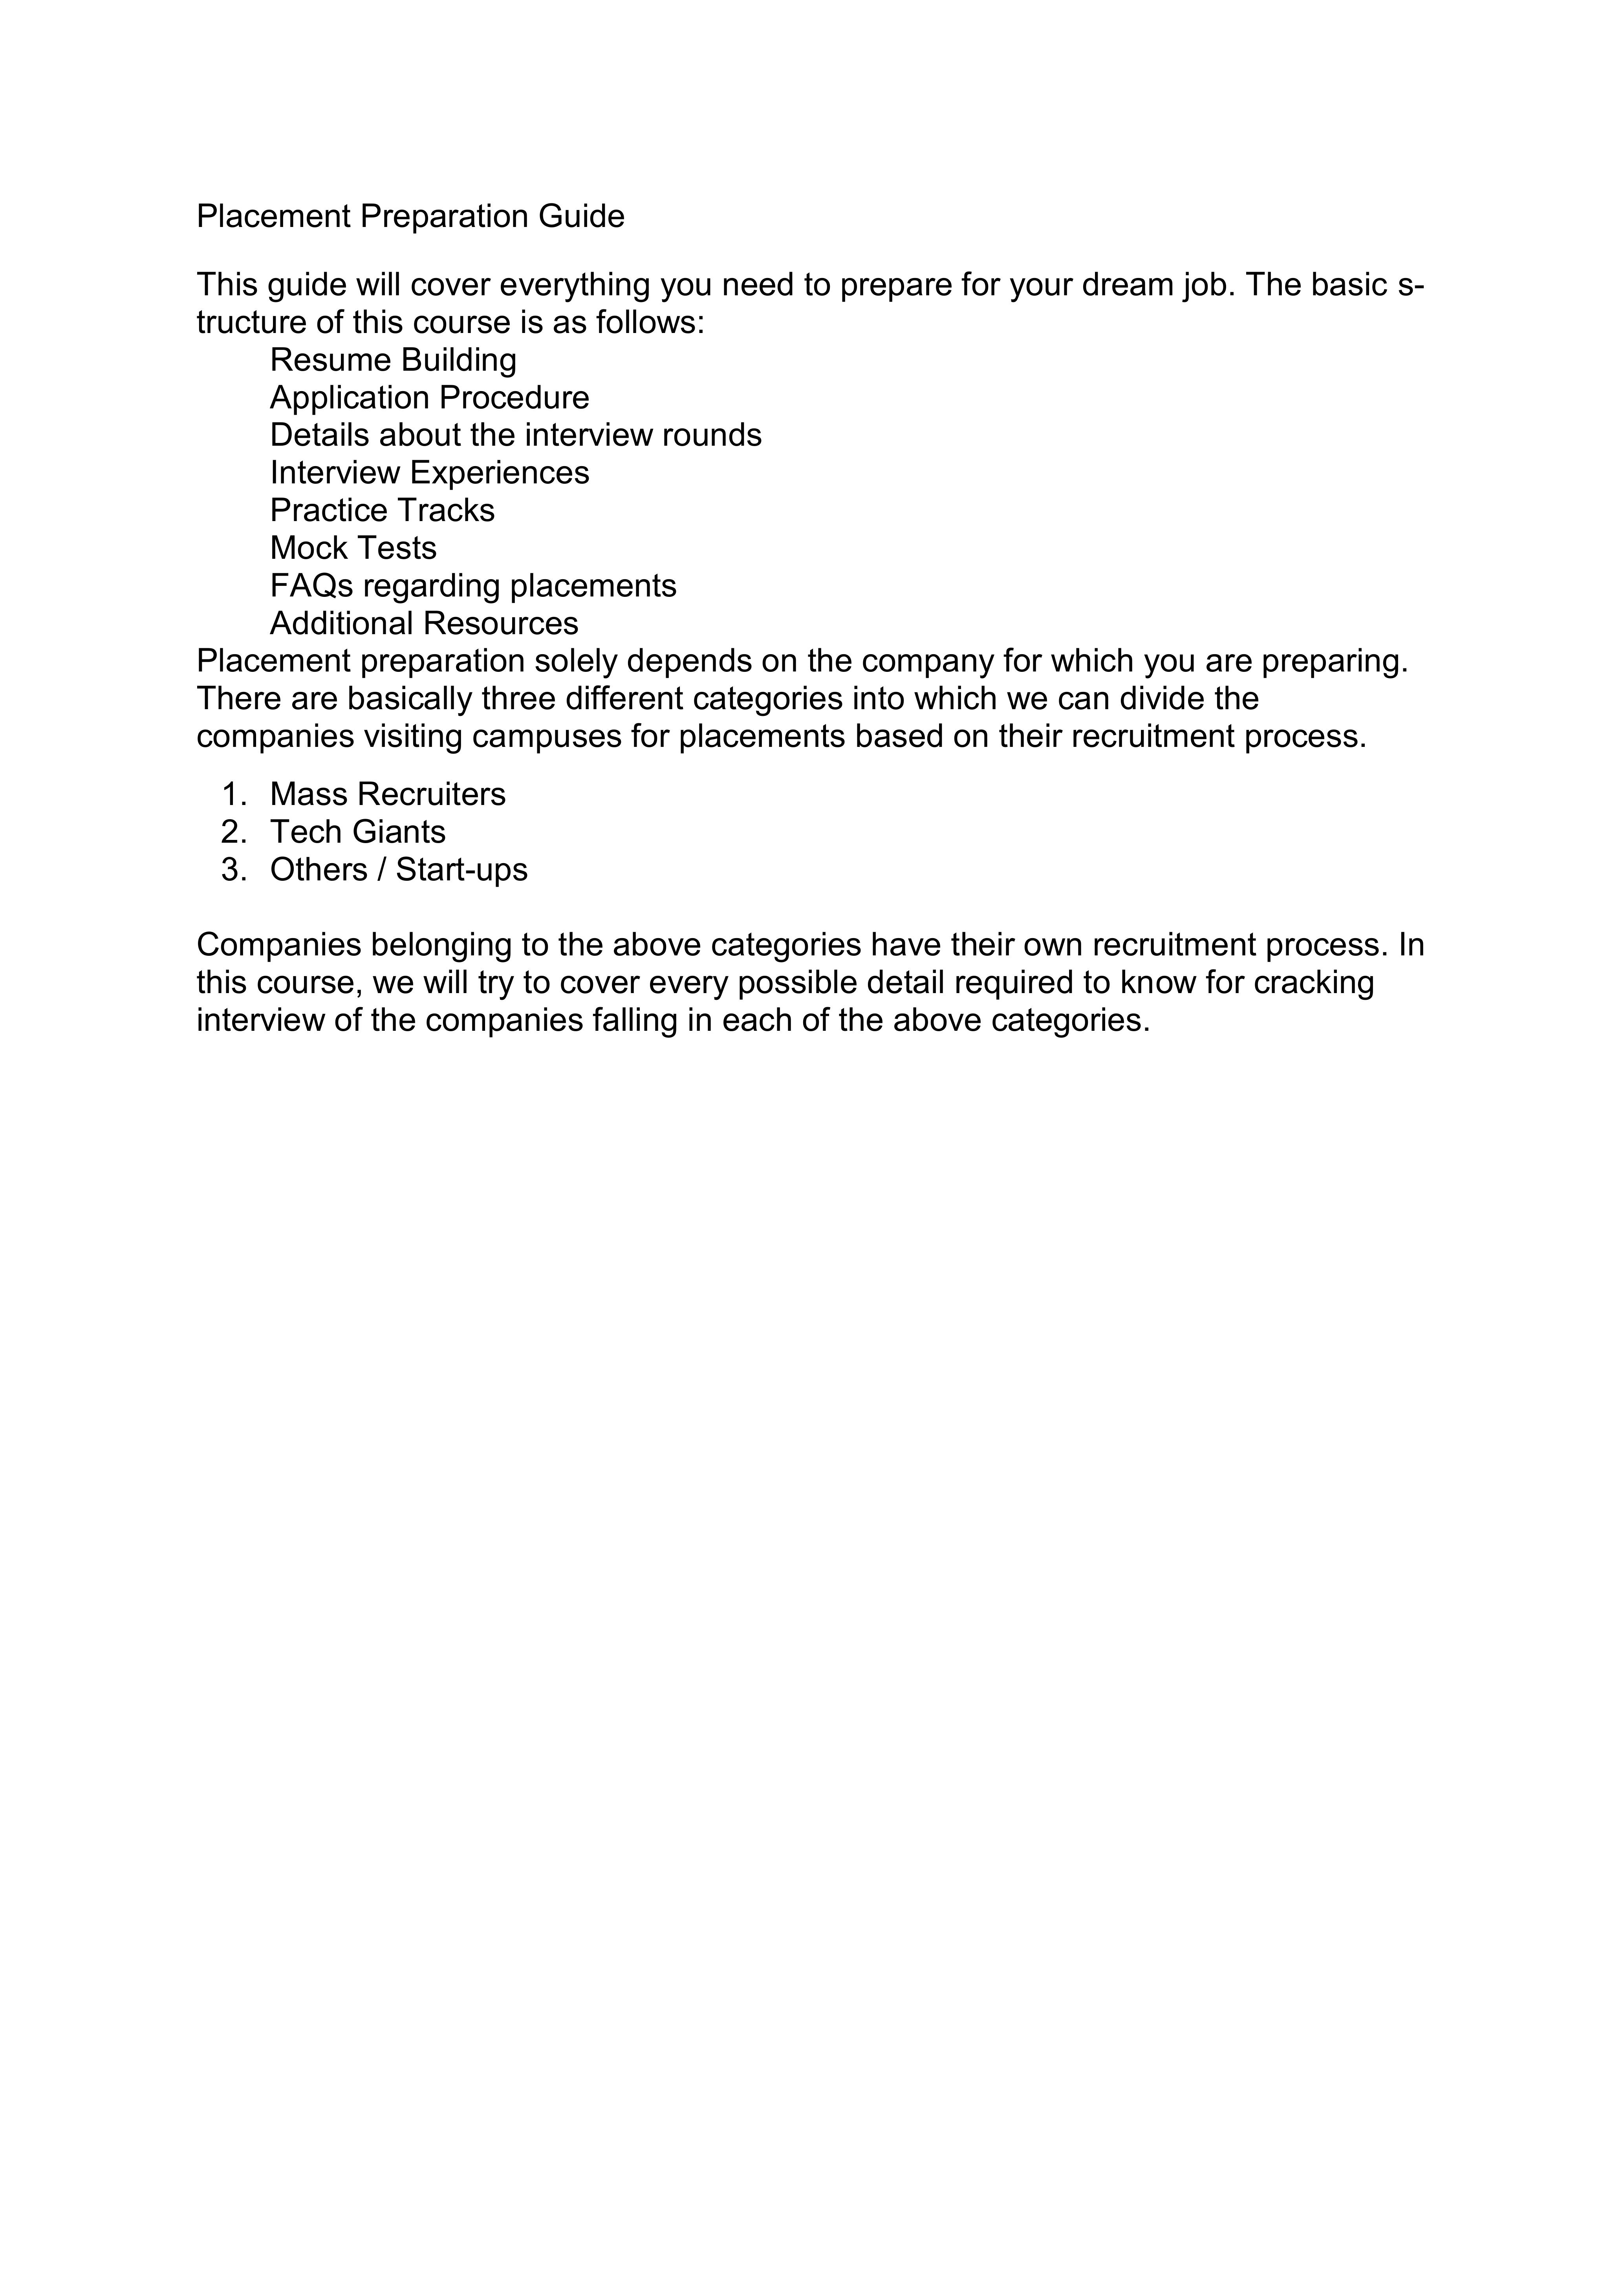 Placement Preparation Guide
This guide will cover everything you need to prepare for your dream job. The basic s-
tructure of this course is as follows:
Resume Building
Application Procedure
Details about the interview rounds
Interview Experiences
Practice Tracks
Mock Tests
FAQs regarding placements
Additional Resources
Placement preparation solely depends on the company for which you are preparing.
There are basically three different categories into which we can divide the
companies visiting campuses for placements based on their recruitment process.
1. Mass Recruiters
2. Tech Giants
3. Others / Start-ups
Companies belonging to the above categories have their own recruitment process. In
this course, we will try to cover every possible detail required to know for cracking
interview of the companies falling in each of the above categories.